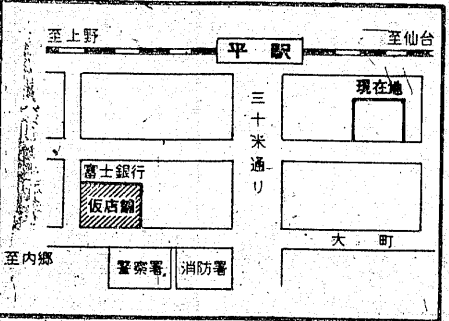 至上野
平駅
至仙台
現在地
三十米通り
富士銀行
仮店舗
大町
至内郷
警察署
消防署